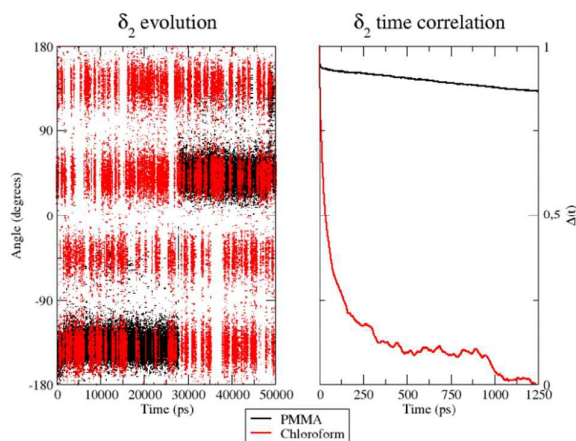 δ2 evolution
δ2 time correlation
180
90
0
-90
-180
Angle (degrees)
0 10000 20000 30000 40000 50000
Time (ps)
1
0,5
0
Δ(t)
0 250 500 750 1000 1250
Time (ps)
PMMA
Chloroform